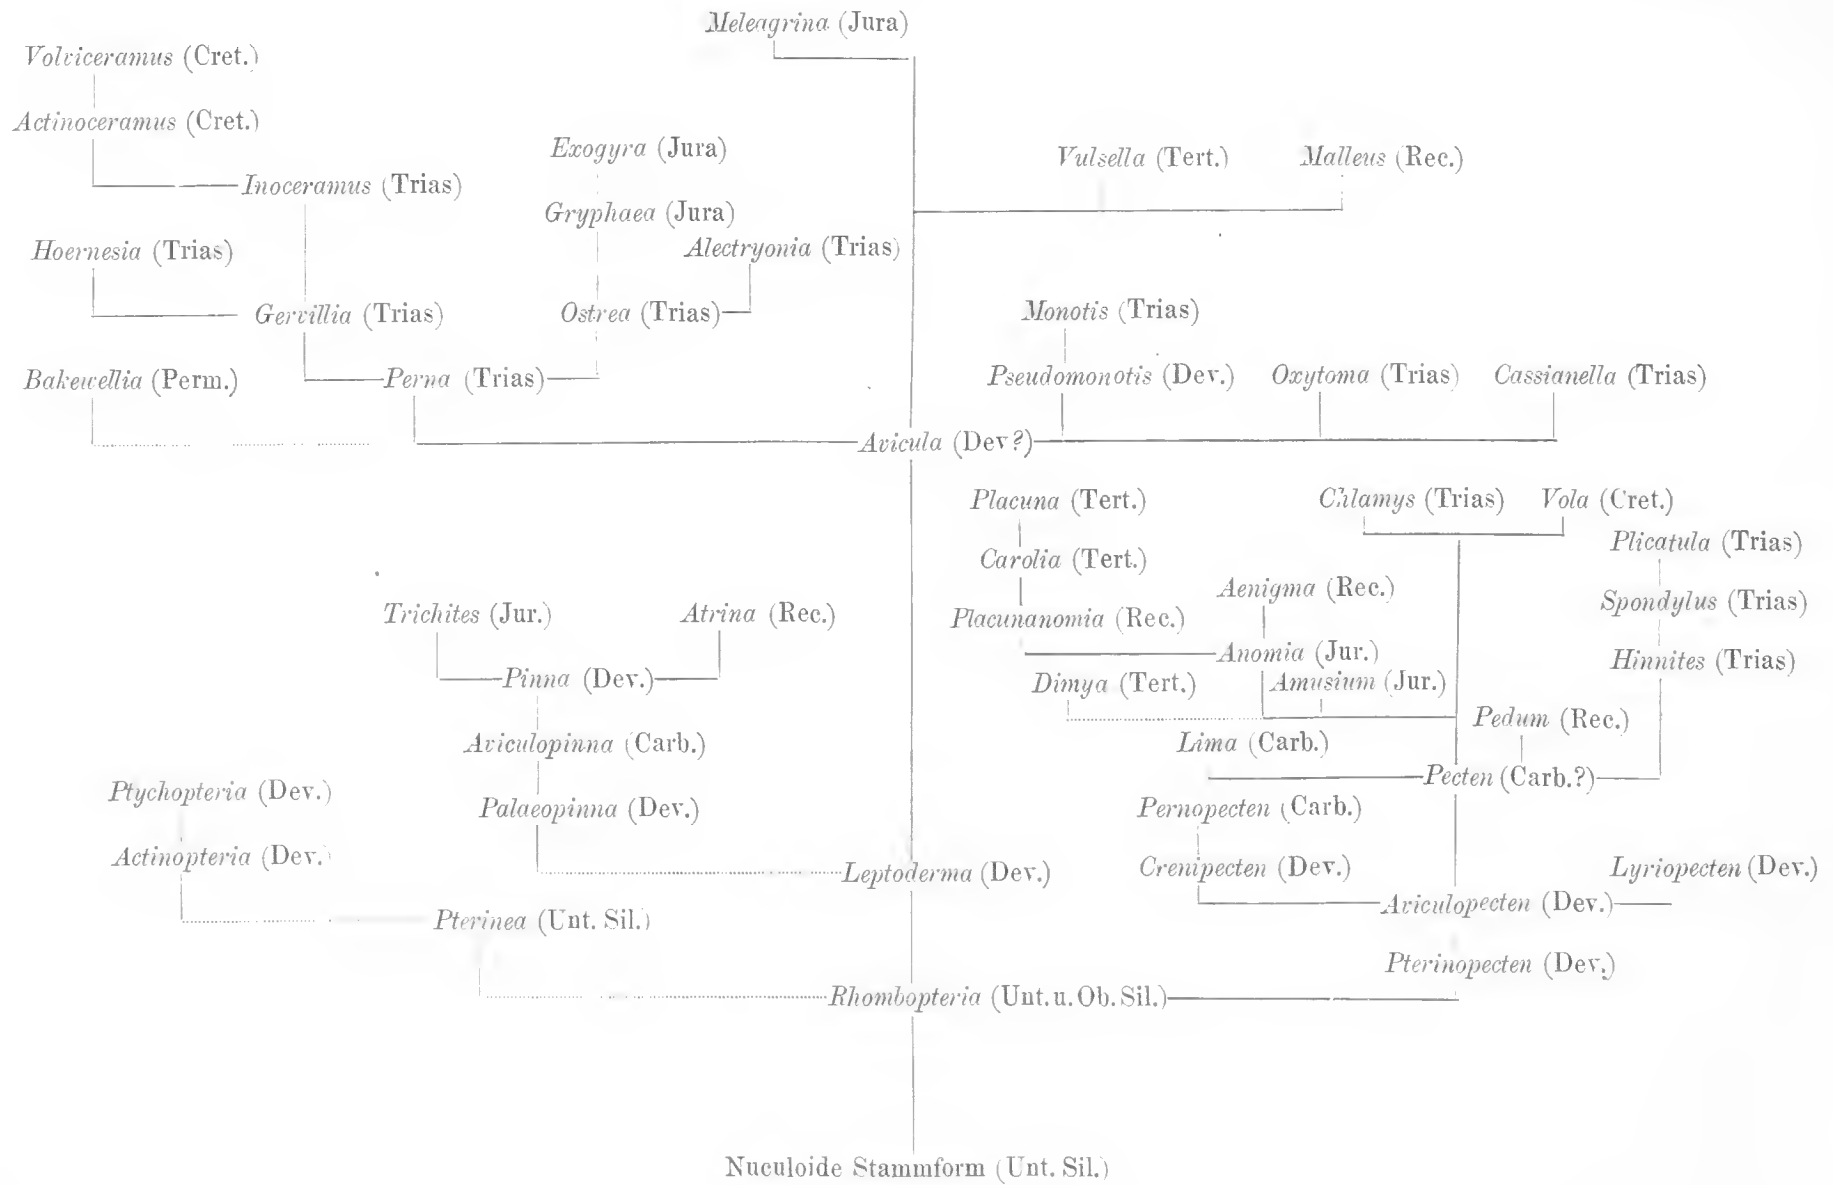 Meleagrina (Jura)
Volviceramus (Cret.)
Actinoceramus (Cret.)
Exogyra (Jura)
Vulsella (Tert.)
Malleus (Rec.)
Inoceramus (Trias)
Gryphaea (Jura)
Hoernesia (Trias)
Alectryonia (Trias)
Gervillia (Trias)
Ostrea (Trias)
Monotis (Trias)
Bakewellia (Perm.)
Perna (Trias)
Pseudomonotis (Dev.)
Oxytoma (Trias)
Cassianella (Trias)
Avicula (Dev?)
Placuna (Tert.)
Chlamys (Trias)
Vola (Cret.)
Plicatula (Trias)
Carolia (Tert.)
Aenigma (Rec.)
Spondylus (Trias)
Trichites (Jur.)
Atrina (Rec.)
Placunanomia (Rec.)
Anomia (Jur.)
Hinnites (Trias)
Pinna (Dev.)
Dimya (Tert.)
Amusium (Jur.)
Pedum (Rec.)
Aviculopinna (Carb.)
Lima (Carb.)
Pecten (Carb.?)
Ptychopteria (Dev.)
Palaeopinna (Dev.)
Pernopecten (Carb.)
Actinopteria (Dev.)
Leptoderma (Dev.)
Crenipecten (Dev.)
Lyriopecten (Dev.)
Aviculopecten (Dev.)
Pterinea (Unt. Sil.)
Pterinopecten (Dev.)
Rhombopteria (Unt. u. Ob. Sil.)
Nuculoide Stammform (Unt. Sil.)